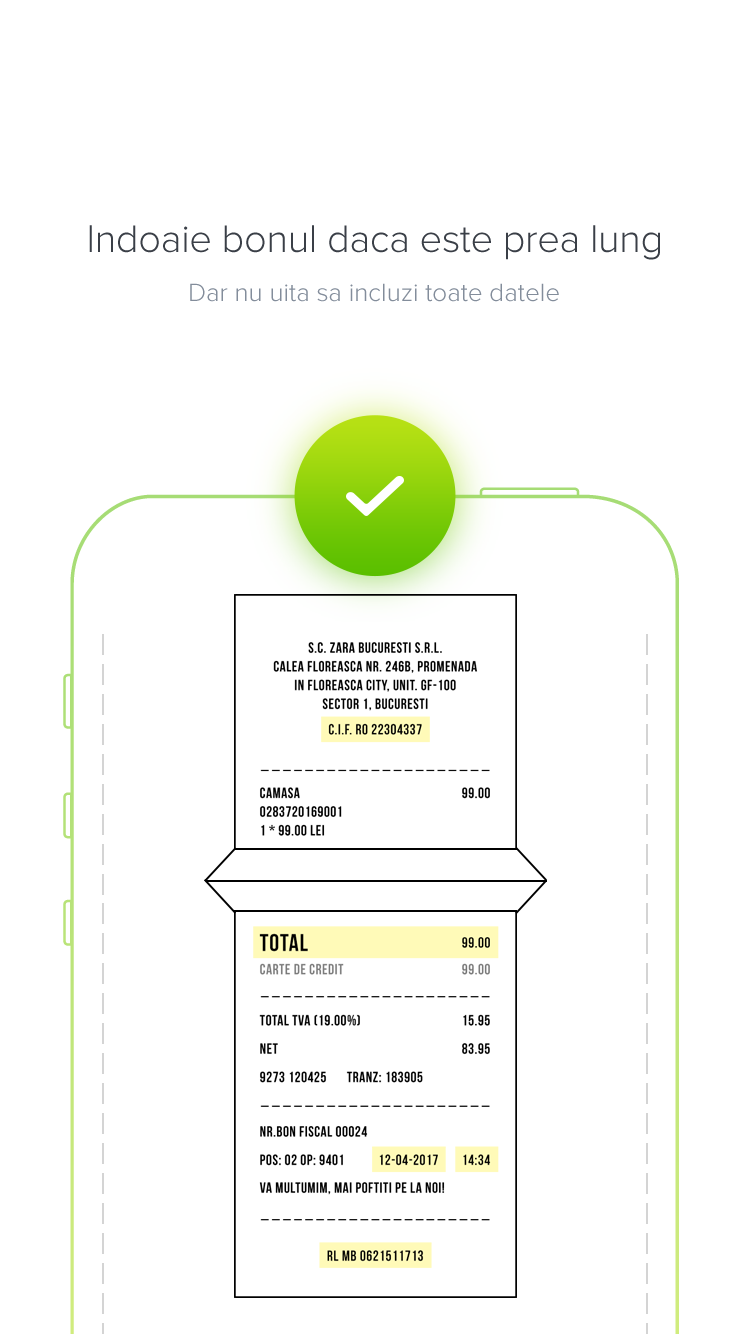 Indoaie bonul daca este prea lung
Dar nu uita sa incluzi toate datele
S.C. ZARA BUCURESTI S.R.L.
CALEA FLOREASCA NR. 246B, PROMENADA
IN FLOREASCA CITY, UNIT. GF-100
SECTOR 1, BUCURESTI
C.I.F. RO 22304337
CAMASA 99.00
0283720169001
1 * 99.00 LEI
TOTAL 99.00
CARTE DE CREDIT 99.00
TOTAL TVA (19.00%) 15.95
NET 83.95
9273 120425 TRANZ: 183905
NR.BON FISCAL 00024
POS: 02 OP: 9401 12-04-2017 14:34
VA MULTUMIM, MAI POFTITI PE LA NOI!
RL MB 0621511713